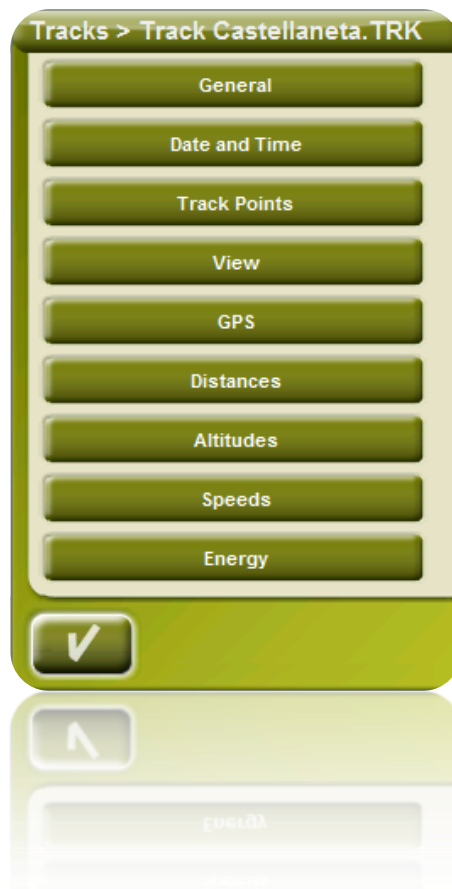 Tracks > Track Castellaneta.TRK
General
Date and Time
Track Points
View
GPS
Distances
Altitudes
Speeds
Energy